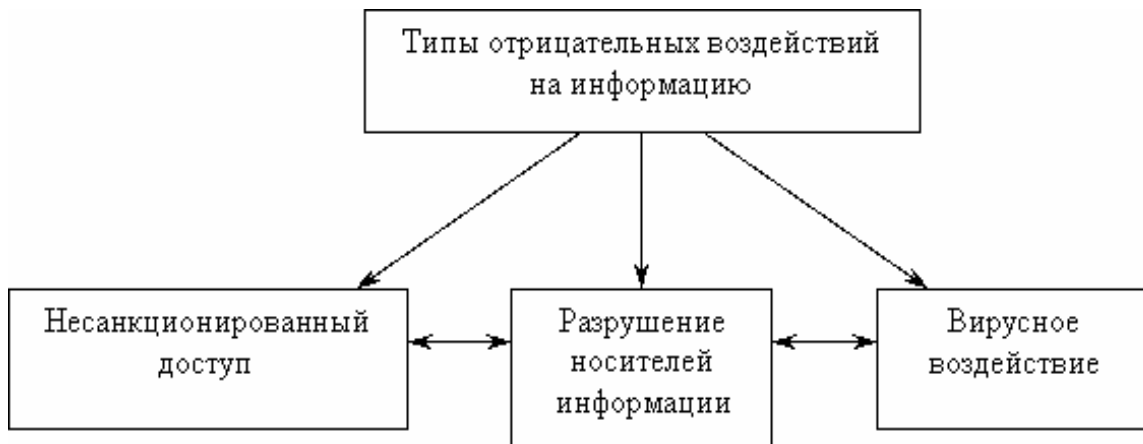 Типы отрицательных воздействий
на информацию
Несанкционированный
доступ
Разрушение
носителей
информации
Вирусное
воздействие